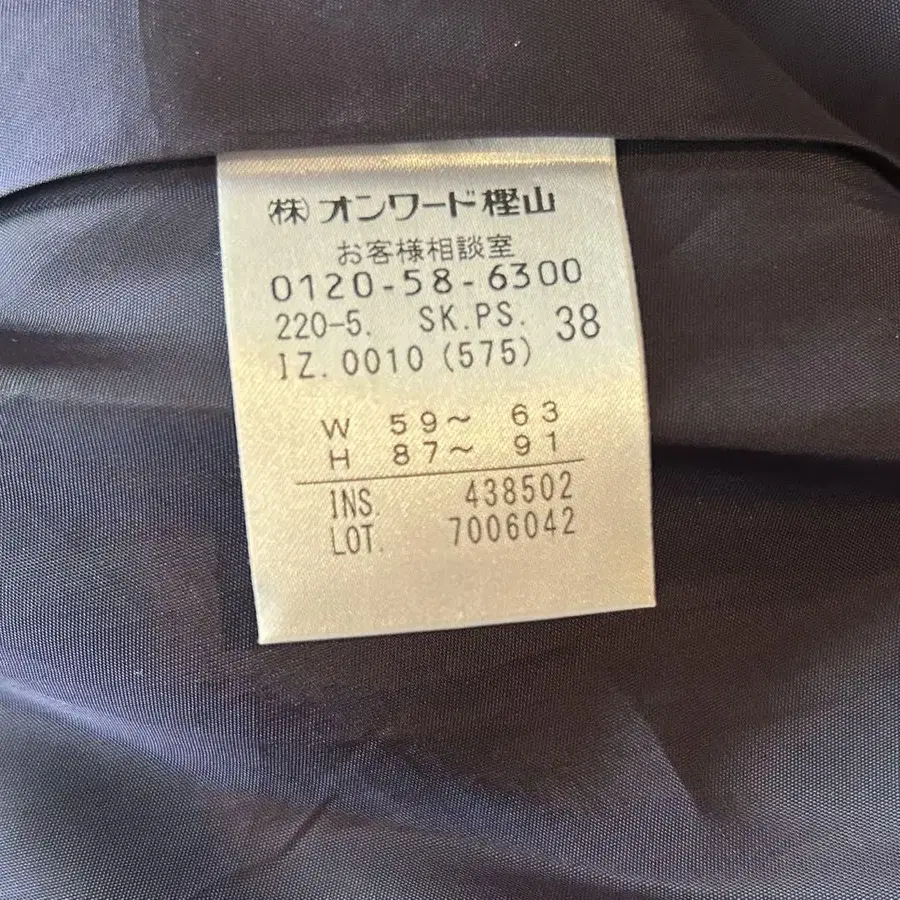 ㈱オンワード樫山
お客様相談室
0120-58-6300
220-5. SK.PS. 38
IZ.0010 (575)
W 59～ 63
H 87～ 91
INS. 438502
LOT. 7006042